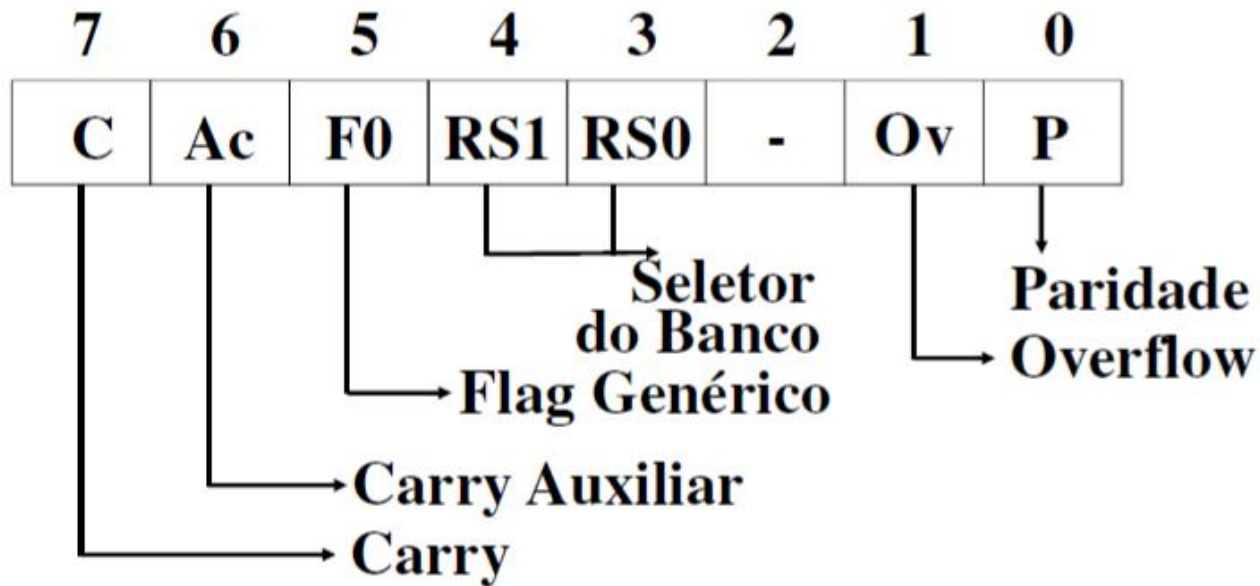 7 6 5 4 3 2 1 0
C Ac F0 RS1 RS0 - Ov P
Seletor
do Banco
Paridade
Overflow
Flag Genérico
Carry Auxiliar
Carry